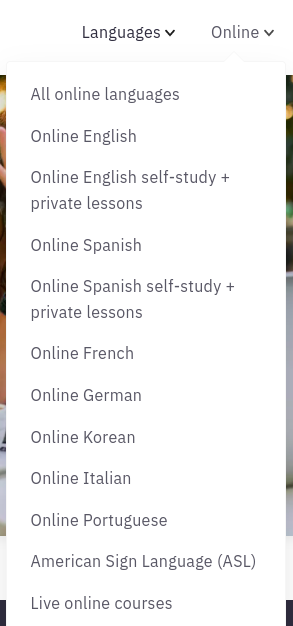 Languages Online
All online languages
Online English
Online English self-study +
private lessons
Online Spanish
Online Spanish self-study +
private lessons
Online French
Online German
Online Korean
Online Italian
Online Portuguese
American Sign Language (ASL)
Live online courses